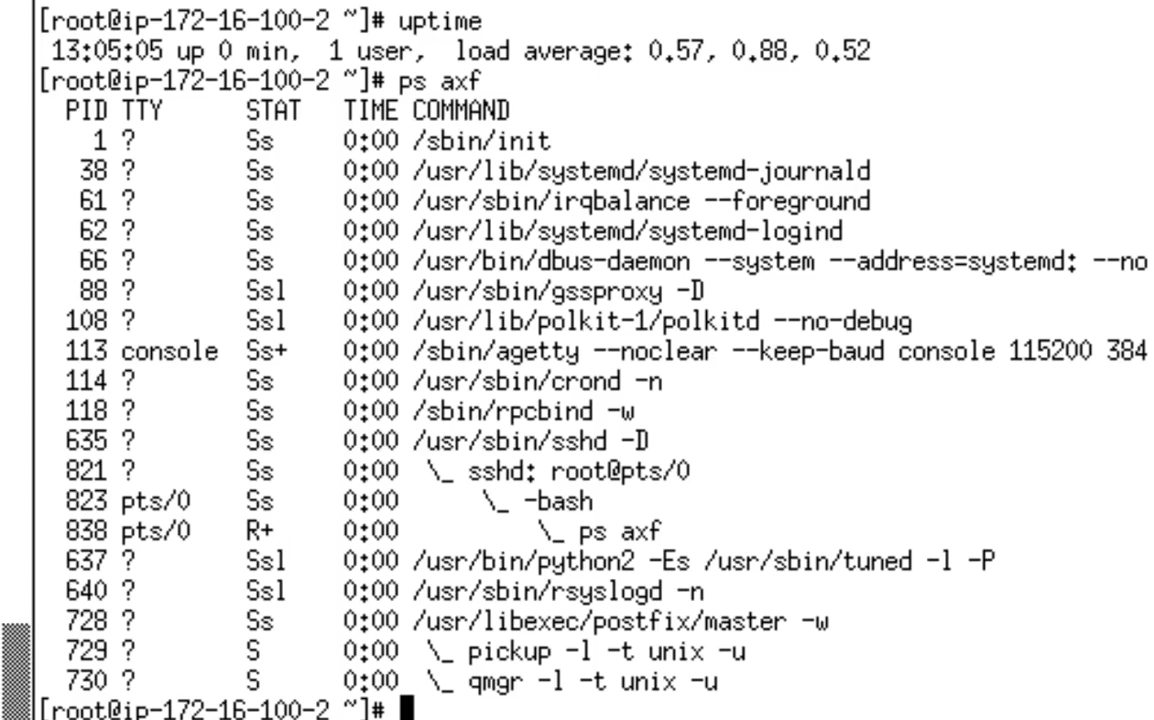 [root@ip-172-16-100-2 ~]# uptime
 13:05:05 up 0 min,  1 user,  load average: 0.57, 0.88, 0.52
[root@ip-172-16-100-2 ~]# ps axf
  PID TTY      STAT   TIME COMMAND
    1 ?        Ss     0:00 /sbin/init
   38 ?        Ss     0:00 /usr/lib/systemd/systemd-journald
   61 ?        Ss     0:00 /usr/sbin/irqbalance --foreground
   62 ?        Ss     0:00 /usr/lib/systemd/systemd-logind
   66 ?        Ss     0:00 /usr/bin/dbus-daemon --system --address=systemd: --no
   88 ?        Ssl    0:00 /usr/sbin/gssproxy -D
  108 ?        Ssl    0:00 /usr/lib/polkit-1/polkitd --no-debug
  113 console  Ss+    0:00 /sbin/agetty --noclear --keep-baud console 115200 384
  114 ?        Ss     0:00 /usr/sbin/crond -n
  118 ?        Ss     0:00 /sbin/rpcbind -w
  635 ?        Ss     0:00 /usr/sbin/sshd -D
  821 ?        Ss     0:00  \_ sshd: root@pts/0
  823 pts/0    Ss     0:00      \_ -bash
  838 pts/0    R+     0:00          \_ ps axf
  637 ?        Ssl    0:00 /usr/bin/python2 -Es /usr/sbin/tuned -l -P
  640 ?        Ssl    0:00 /usr/sbin/rsyslogd -n
  728 ?        Ss     0:00 /usr/libexec/postfix/master -w
  729 ?        S      0:00  \_ pickup -l -t unix -u
  730 ?        S      0:00  \_ qmgr -l -t unix -u
[root@ip-172-16-100-2 ~]#